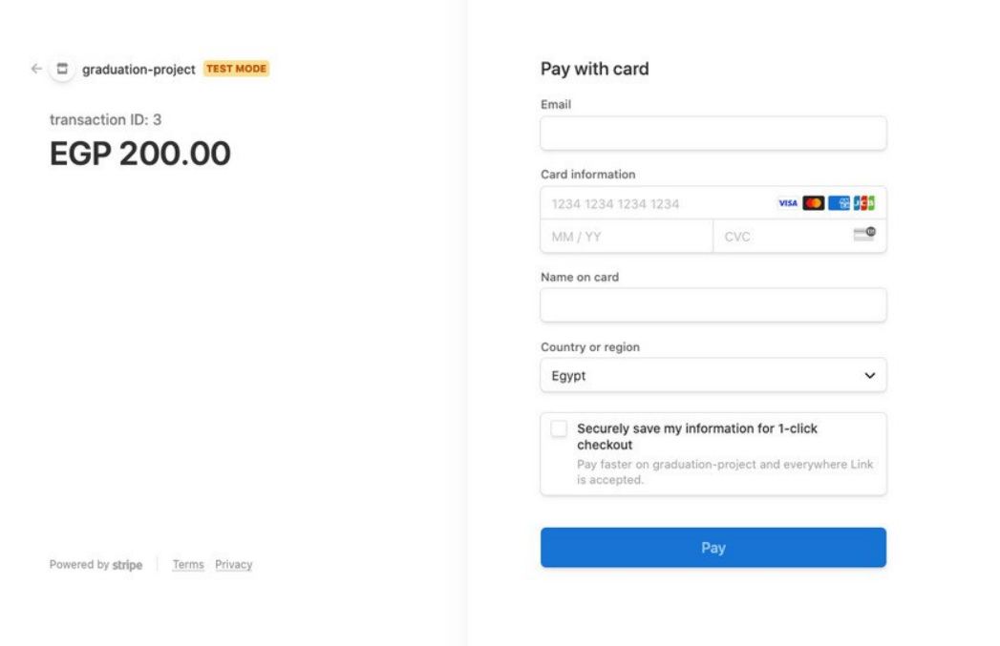 graduation-project TEST MODE
transaction ID: 3
EGP 200.00
Powered by stripe Terms Privacy
Pay with card
Email
Card information
1234 1234 1234 1234 VISA
MM / YY CVC
Name on card
Country or region
Egypt
Securely save my information for 1-click
checkout
Pay faster on graduation-project and everywhere Link
is accepted.
Pay